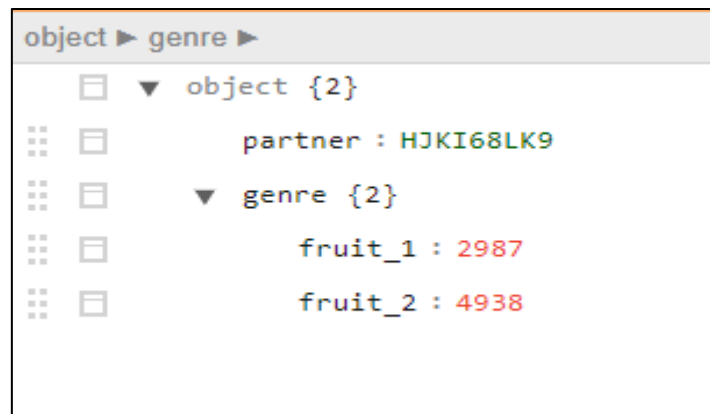 object ► genre ►
▼ object {2}
partner : HJKI68LK9
▼ genre {2}
fruit_1 : 2987
fruit_2 : 4938